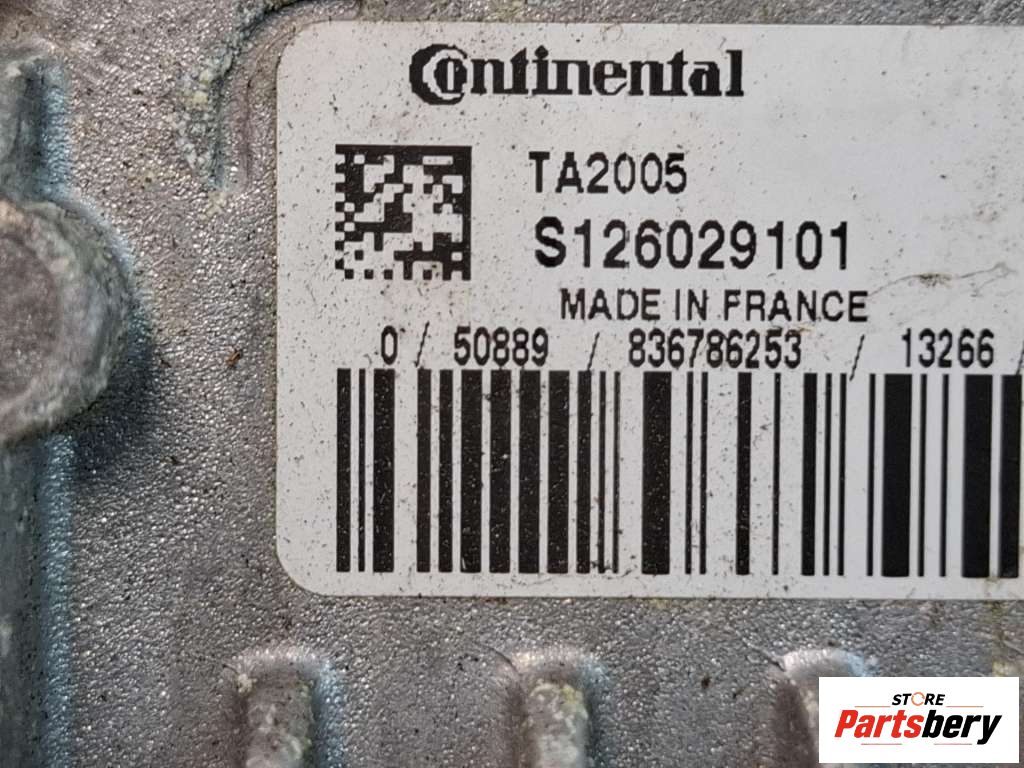 Continental
TA2005
S126029101
MADE IN FRANCE
0 / 50889 / 836786253 / 13266 /
STORE
Partsbery